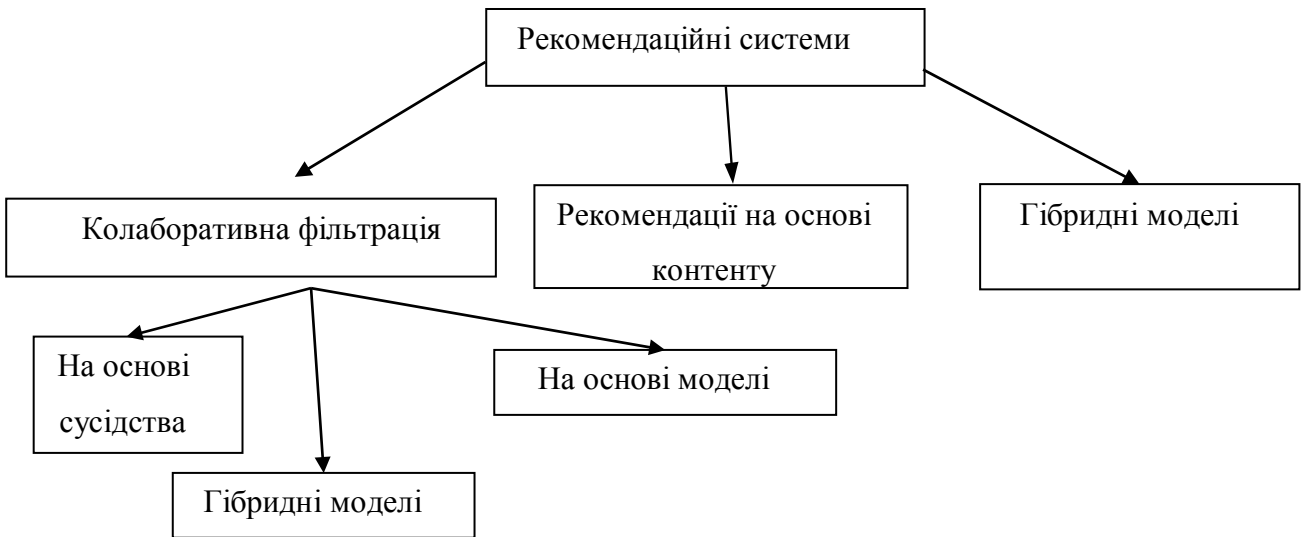 Рекомендаційні системи
Колаборативна фільтрація
Рекомендації на основі
контенту
Гібридні моделі
На основі
сусідства
На основі моделі
Гібридні моделі